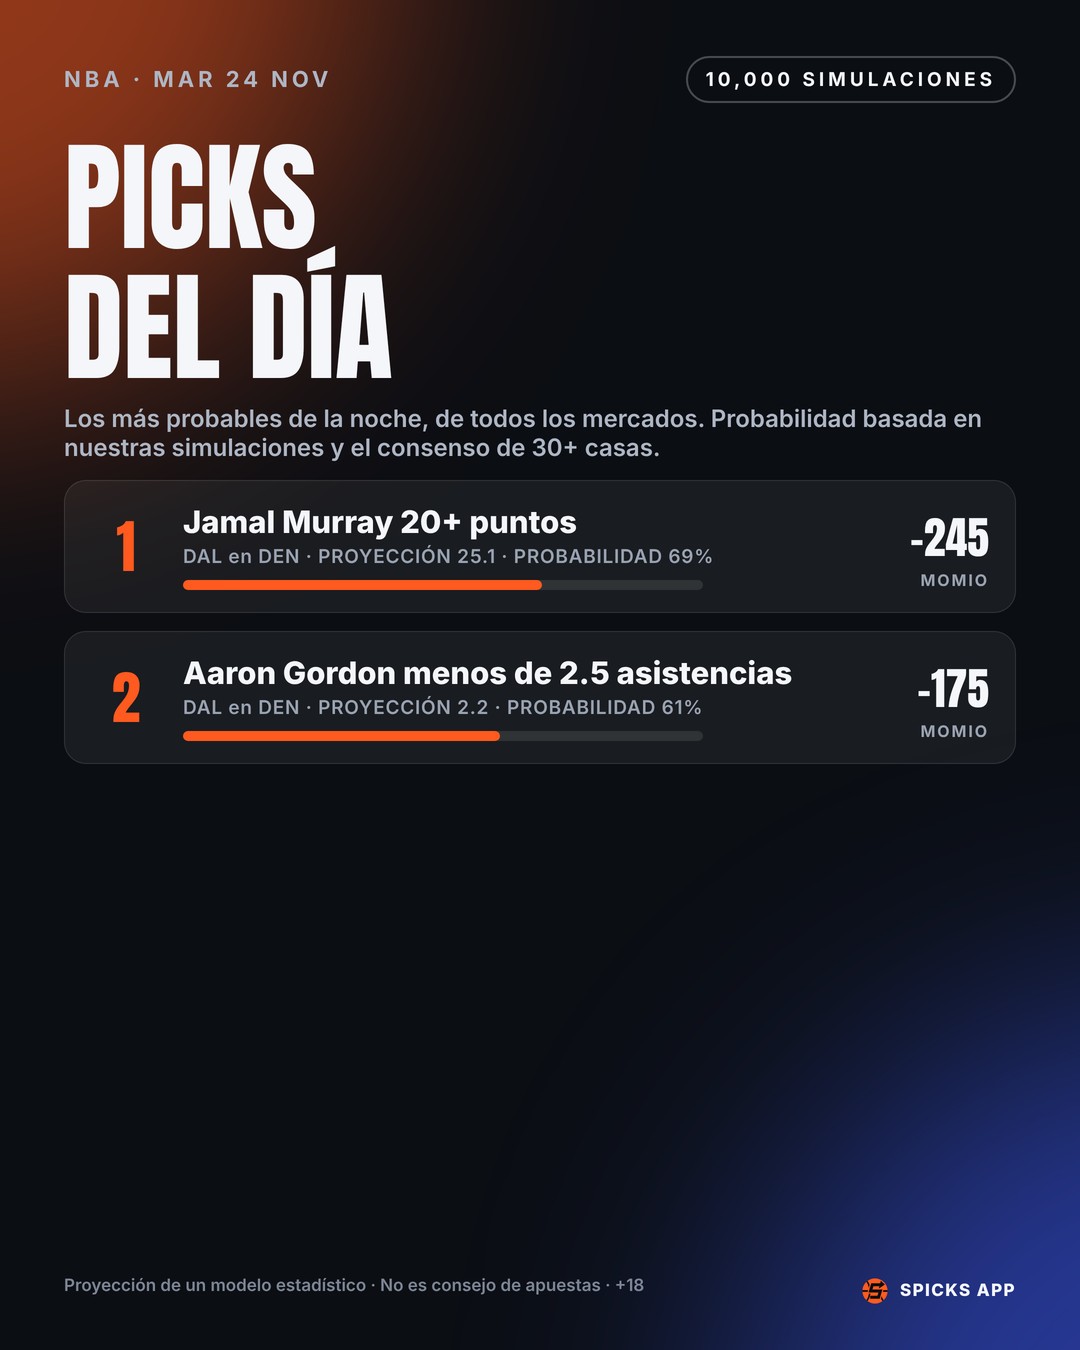 NBA · MAR 24 NOV
10,000 SIMULACIONES
PICKS
DEL DÍA
Los más probables de la noche, de todos los mercados. Probabilidad basada en
nuestras simulaciones y el consenso de 30+ casas.
1
Jamal Murray 20+ puntos
DAL en DEN · PROYECCIÓN 25.1 · PROBABILIDAD 69%
-245
MOMIO
2
Aaron Gordon menos de 2.5 asistencias
DAL en DEN · PROYECCIÓN 2.2 · PROBABILIDAD 61%
-175
MOMIO
Proyección de un modelo estadístico · No es consejo de apuestas · +18
SPICKS APP